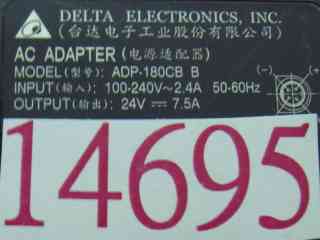 DELTA ELECTRONICS, INC.
(台达电子工业股份有限公司)
AC ADAPTER (电源适配器)
MODEL(型号): ADP-180CB B
INPUT(输入): 100-240V~2.4A 50-60Hz
OUTPUT(输出): 24V ⎓ 7.5A
(-) (+)
14695